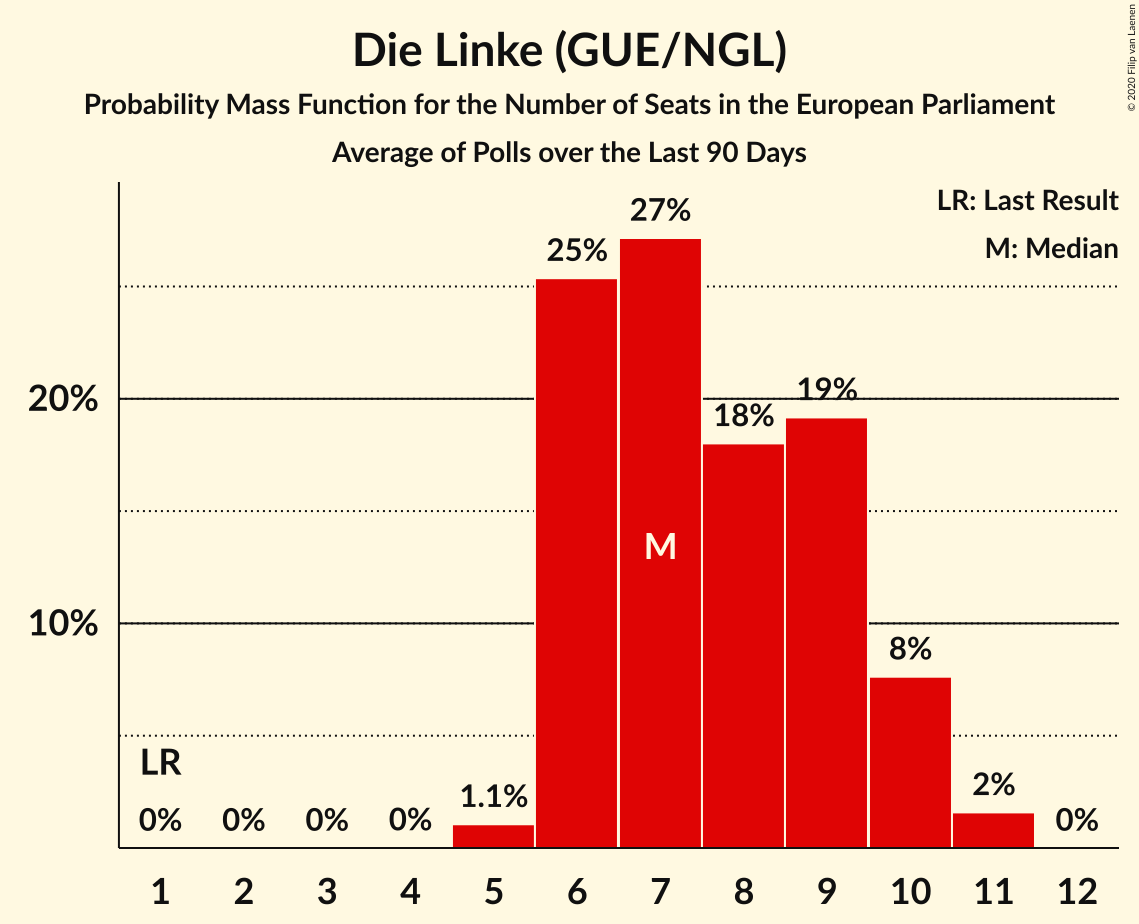 Die Linke (GUE/NGL)
Probability Mass Function for the Number of Seats in the European Parliament
Average of Polls over the Last 90 Days
© 2020 Filip van Laenen
LR: Last Result
M: Median
27%
25%
20%
19%
18%
M
10%
8%
LR
2%
1.1%
0% 0% 0% 0% 0%
1 2 3 4 5 6 7 8 9 10 11 12